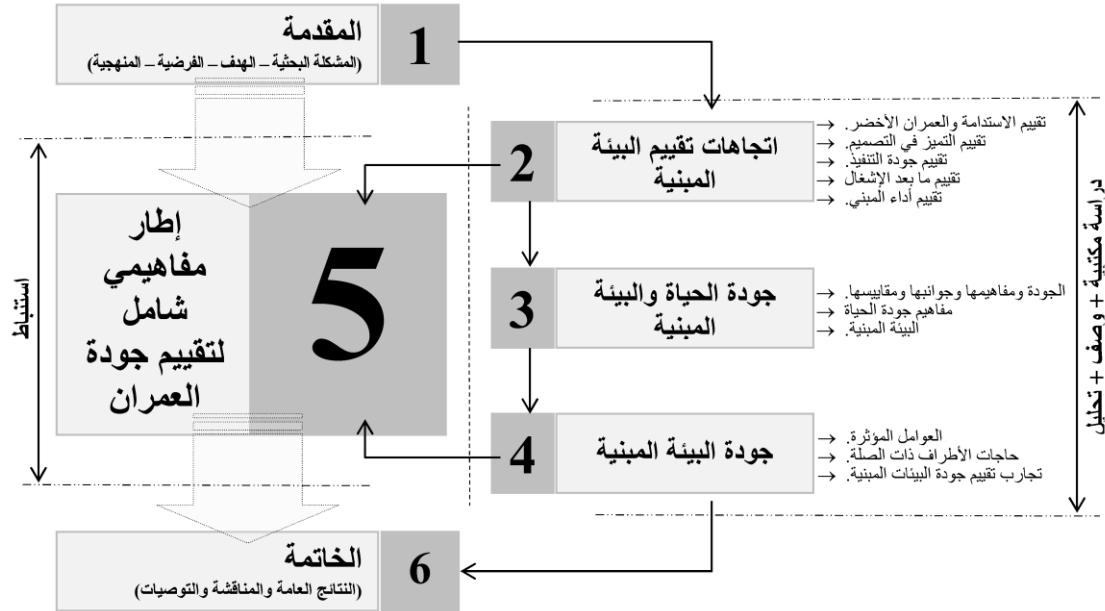 1
المقدمة
(المشكلة البحثية – الهدف – الفرضية – المنهجية)
2
اتجاهات تقييم البيئة
المبنية
تقييم الاستدامة والعمران الأخضر.
تقييم التميز في التصميم.
تقييم جودة التنفيذ.
تقييم ما بعد الإشغال
تقييم أداء المبني.
3
جودة الحياة والبيئة
المبنية
الجودة ومفاهيمها وجوانبها ومقاييسها.
مفاهيم جودة الحياة
البيئة المبنية.
4
جودة البيئة المبنية
العوامل المؤثرة.
حاجات الأطراف ذات الصلة.
تجارب تقييم جودة البيئات المبنية.
دراسة مكتبية + وصف + تحليل
5
إطار
مفاهيمي
شامل
لتقييم جودة
العمران
استنباط
6
الخاتمة
(النتائج العامة والمناقشة والتوصيات)